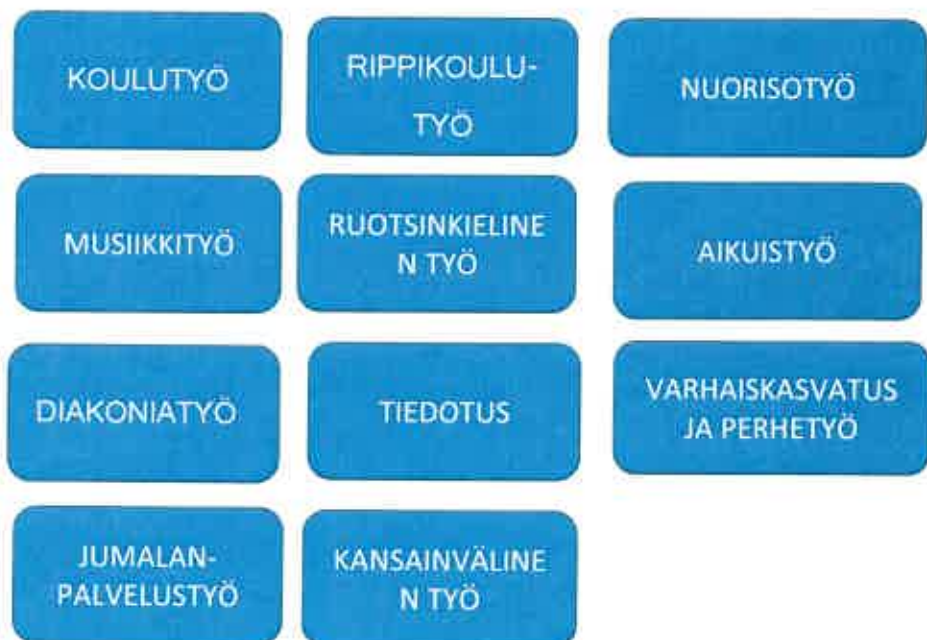 KOULUTYÖ
RIPPIKOULU-
TYÖ
NUORISOTYÖ
MUSIIKKITYÖ
RUOTSINKIELINE
N TYÖ
AIKUISTYÖ
DIAKONIATYÖ
TIEDOTUS
VARHAISKASVATUS
JA PERHETYÖ
JUMALAN-
PALVELUSTYÖ
KANSAINVÄLINE
N TYÖ